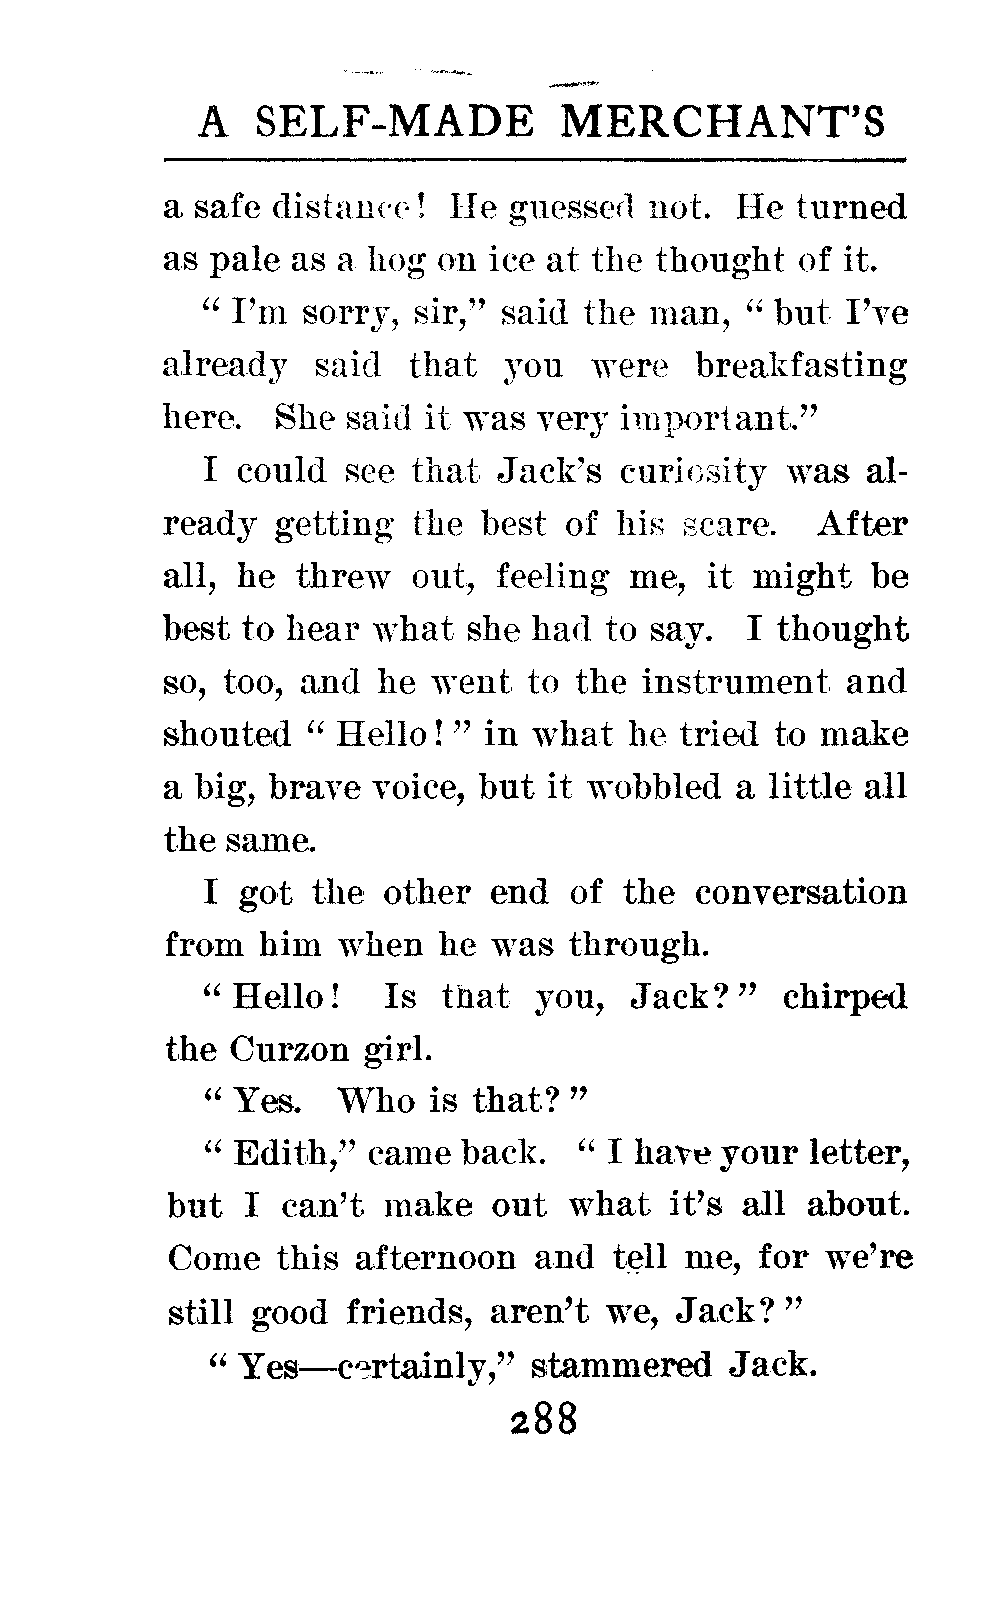 A SELF-MADE MERCHANT'S
a safe distance! He guessed not. He turned
as pale as a hog on ice at the thought of it.
" I'm sorry, sir," said the man, " but I've
already said that you were breakfasting
here. She said it was very important."
I could see that Jack's curiosity was al-
ready getting the best of his scare. After
all, he threw out, feeling me, it might be
best to hear what she had to say. I thought
so, too, and he went to the instrument and
shouted " Hello! " in what he tried to make
a big, brave voice, but it wobbled a little all
the same.
I got the other end of the conversation
from him when he was through.
" Hello! Is that you, Jack? " chirped
the Curzon girl.
" Yes. Who is that? "
" Edith," came back. " I have your letter,
but I can't make out what it's all about.
Come this afternoon and tell me, for we're
still good friends, aren't we, Jack? "
" Yes—certainly," stammered Jack.
288